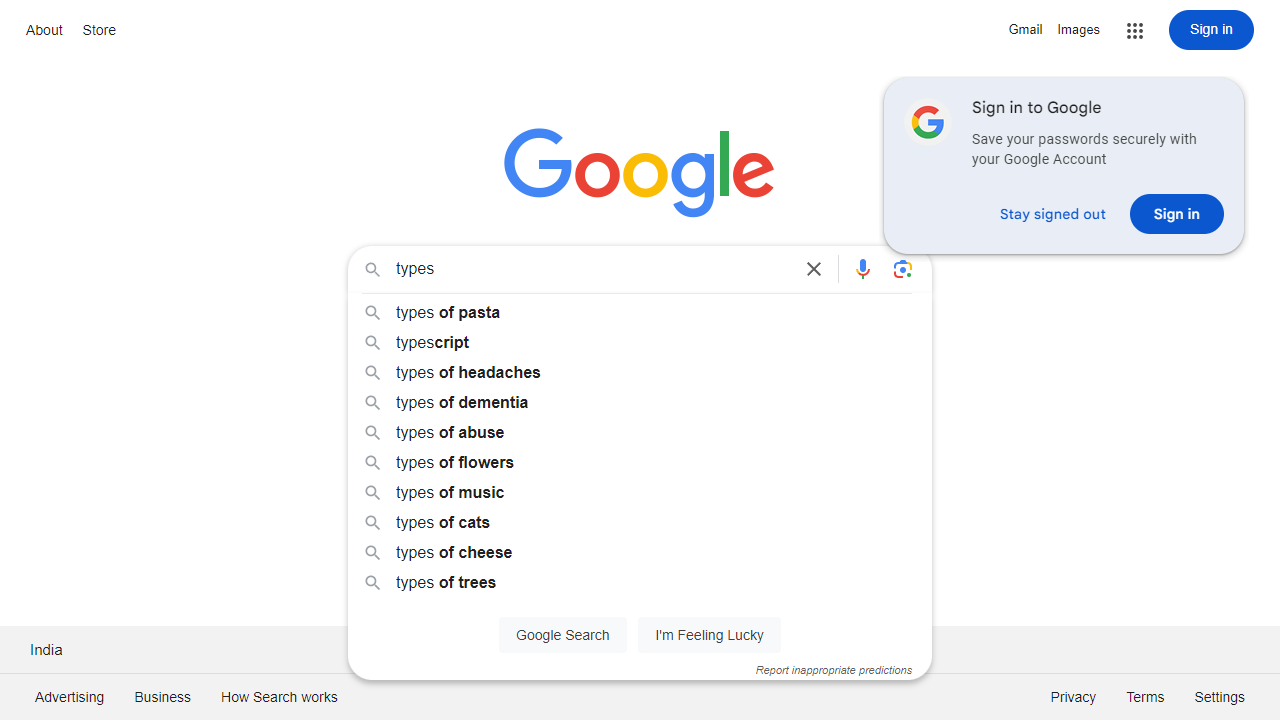 About Store
Gmail Images Sign in
Sign in to Google
Save your passwords securely with
your Google Account
Stay signed out Sign in
Google
types
types of pasta
typescript
types of headaches
types of dementia
types of abuse
types of flowers
types of music
types of cats
types of cheese
types of trees
Google Search I'm Feeling Lucky
Report inappropriate predictions
India
Advertising Business How Search works
Privacy Terms Settings